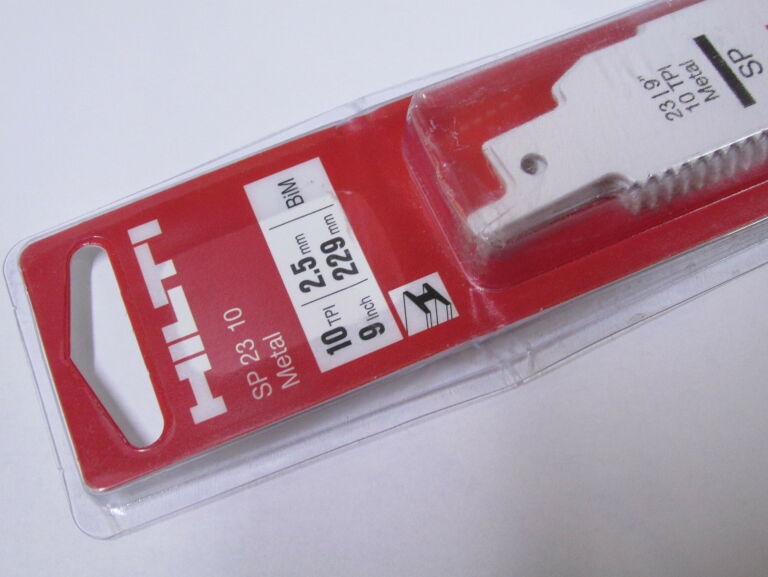 HILTI
SP 23 10
Metal
10 TPI | 2.5 mm | BiM
9 Inch | 229 mm |
23 | 9"
10 TPI
Metal
SP